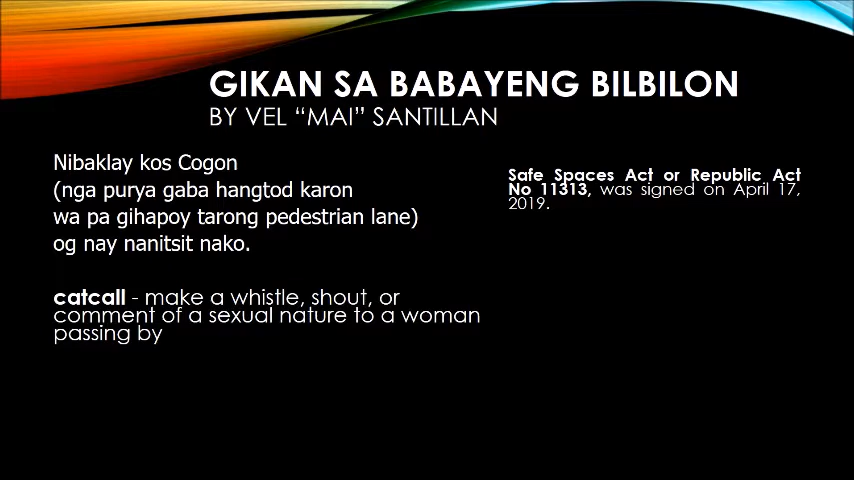 GIKAN SA BABAYENG BILBILON
BY VEL “MAI” SANTILLAN
Nibaklay kos Cogon
(nga purya gaba hangtod karon
wa pa gihapoy tarong pedestrian lane)
og nay nanitsit nako.
catcall - make a whistle, shout, or
comment of a sexual nature to a woman
passing by
Safe Spaces Act or Republic Act
No 11313, was signed on April 17,
2019.